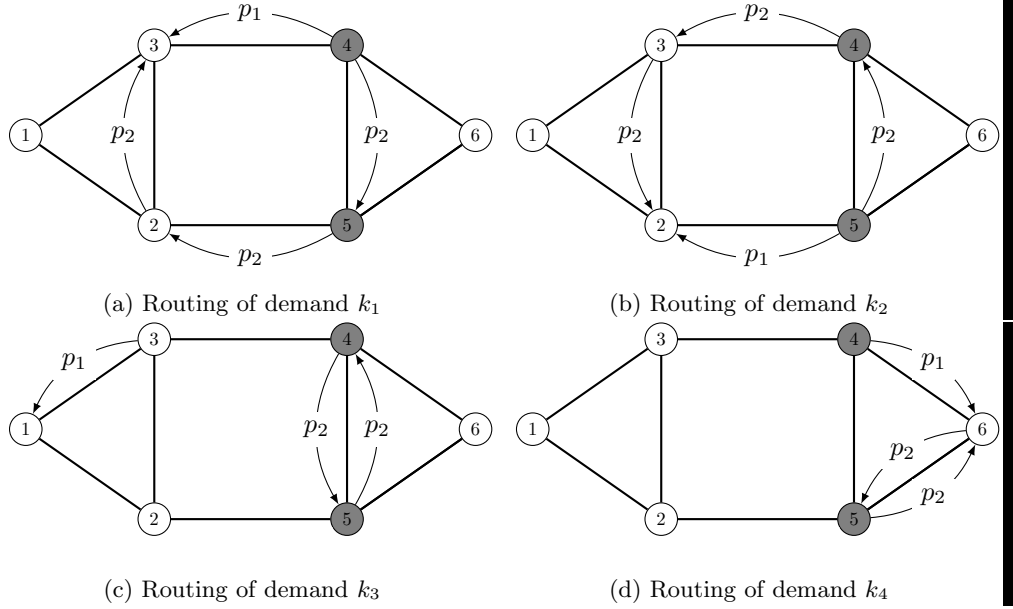 p₁
3 4
p₂ p₂
1 6
2 5
p₂
(a) Routing of demand k₁
p₂
3 4
p₂ p₂
1 6
2 5
p₁
(b) Routing of demand k₂
3 4
p₁
1 p₂ p₂ 6
2 5
(c) Routing of demand k₃
3 4
p₁
1 6
p₂
p₂
2 5
(d) Routing of demand k₄